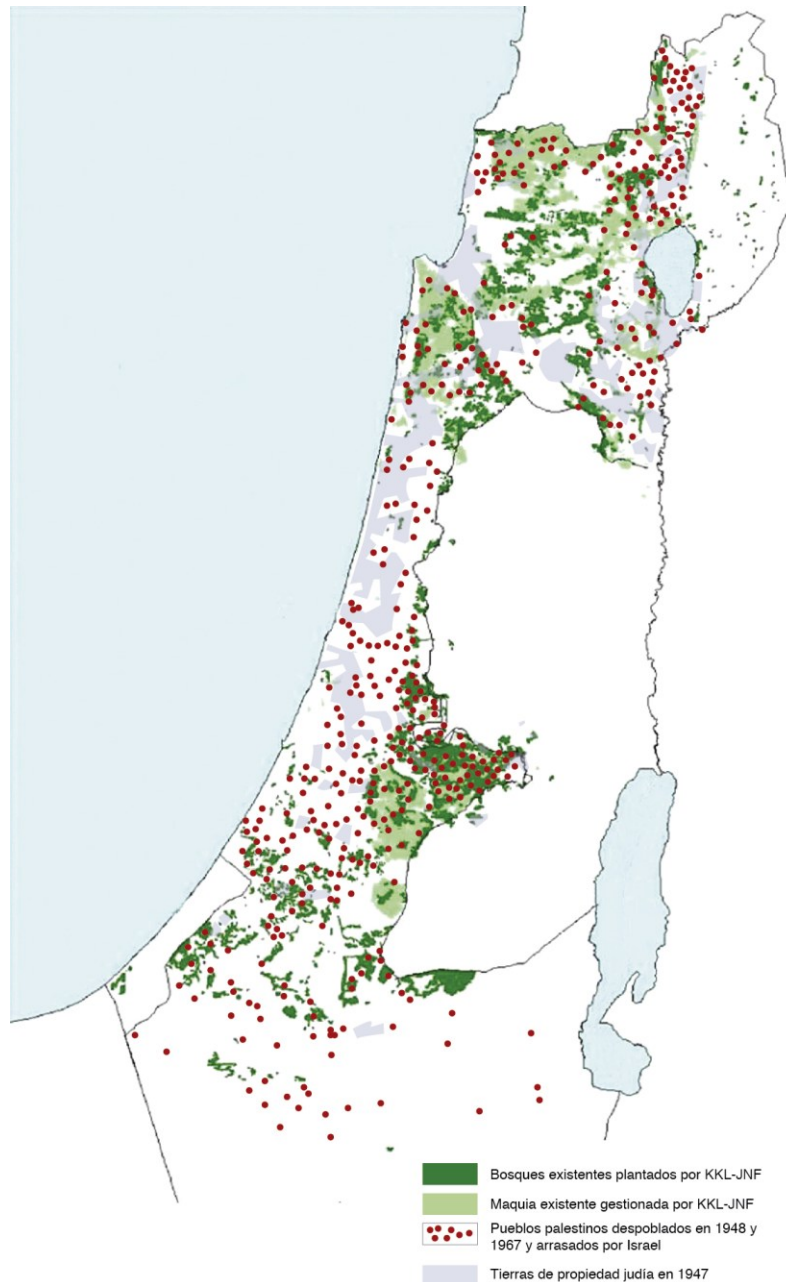 Bosques existentes plantados por KKL-JNF
Maquia existente gestionada por KKL-JNF
Pueblos palestinos despoblados en 1948 y
1967 y arrasados por Israel
Tierras de propiedad judía en 1947